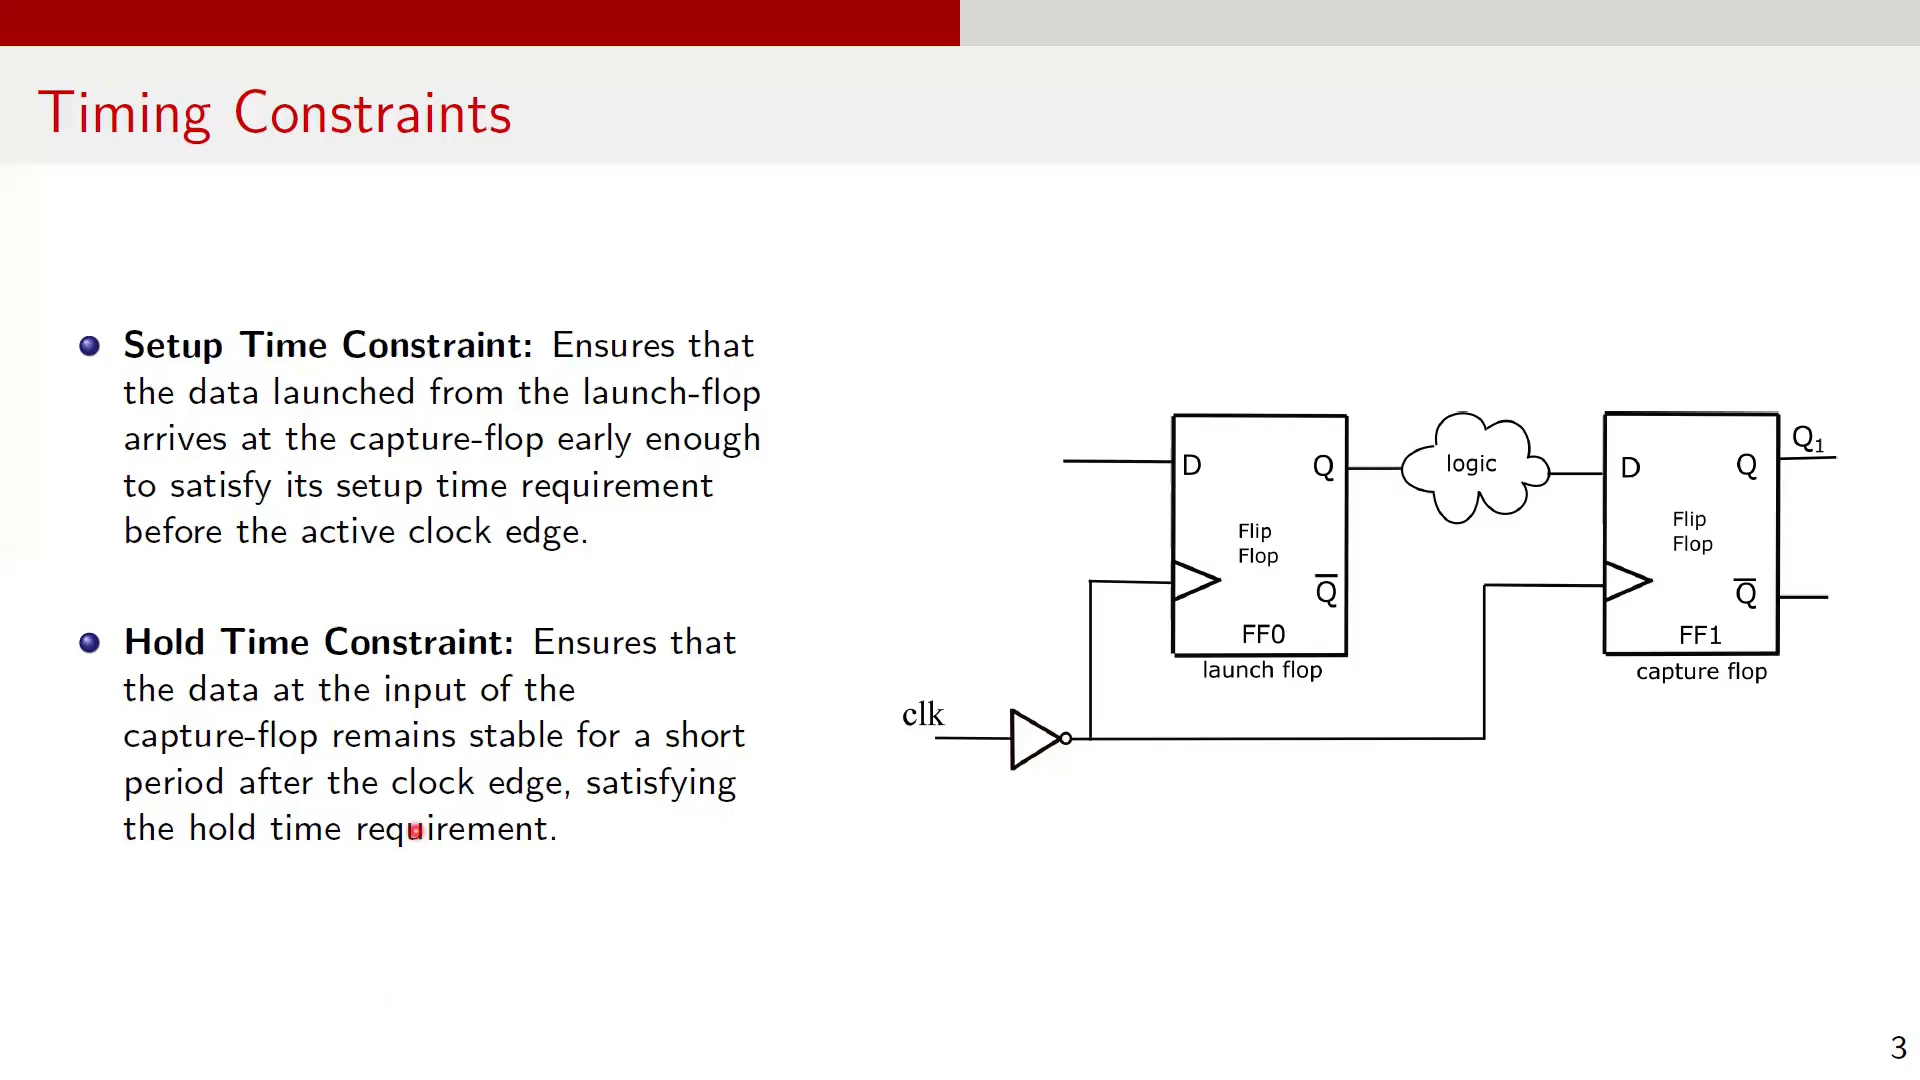 Timing Constraints
Setup Time Constraint: Ensures that
the data launched from the launch-flop
arrives at the capture-flop early enough
to satisfy its setup time requirement
before the active clock edge.
Hold Time Constraint: Ensures that
the data at the input of the
capture-flop remains stable for a short
period after the clock edge, satisfying
the hold time requirement.
D
Q
Flip
Flop
Q̅
FF0
launch flop
logic
D
Q
Q₁
Flip
Flop
Q̅
FF1
capture flop
clk
3